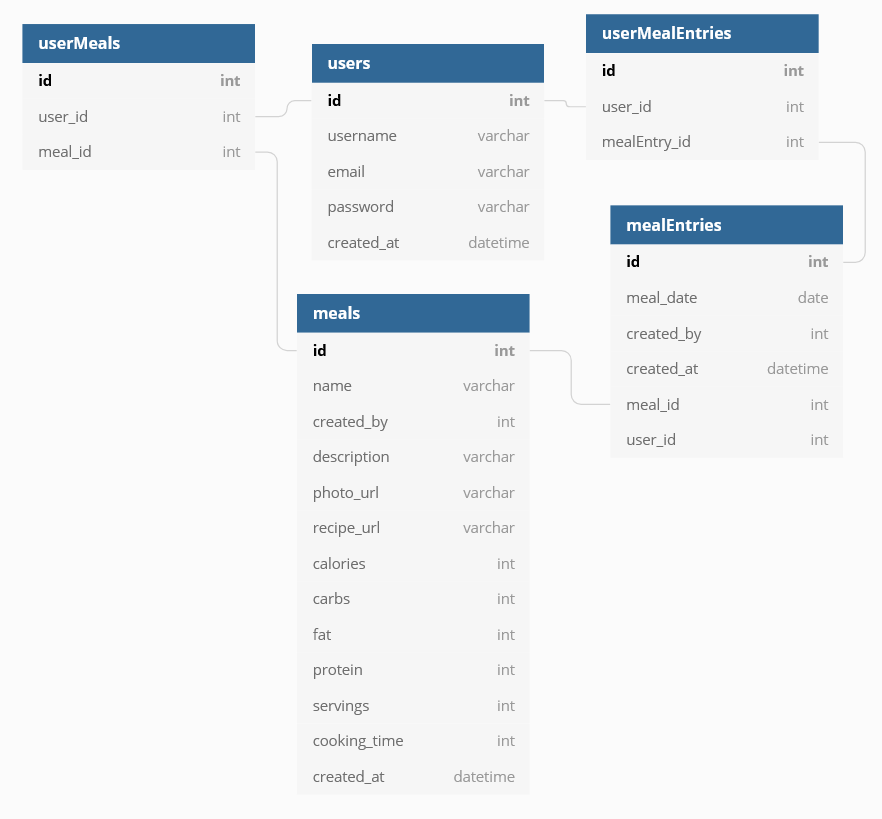 userMeals
id int
user_id int
meal_id int
users
id int
username varchar
email varchar
password varchar
created_at datetime
userMealEntries
id int
user_id int
mealEntry_id int
mealEntries
id int
meal_date date
created_by int
created_at datetime
meal_id int
user_id int
meals
id int
name varchar
created_by int
description varchar
photo_url varchar
recipe_url varchar
calories int
carbs int
fat int
protein int
servings int
cooking_time int
created_at datetime